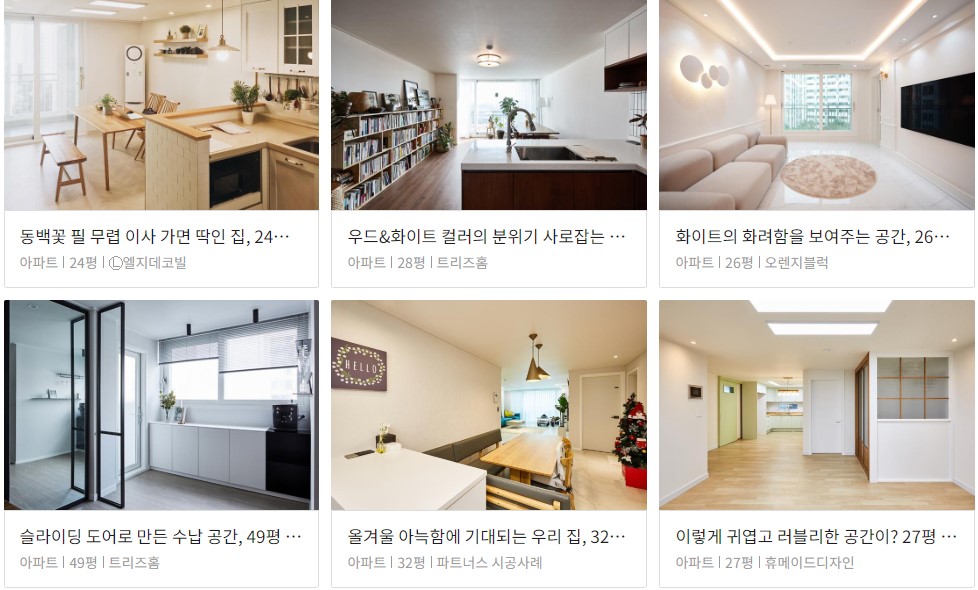 동백꽃 필 무렵 이사 가면 딱인 집, 24…
아파트 | 24평 | Ⓛ엘지데코빌
우드&화이트 컬러의 분위기 사로잡는 …
아파트 | 28평 | 트리즈홈
화이트의 화려함을 보여주는 공간, 26…
아파트 | 26평 | 오렌지블럭
HELLO
슬라이딩 도어로 만든 수납 공간, 49평 …
아파트 | 49평 | 트리즈홈
올겨울 아늑함에 기대되는 우리 집, 32…
아파트 | 32평 | 파트너스 시공사례
이렇게 귀엽고 러블리한 공간이? 27평 …
아파트 | 27평 | 휴메이드디자인